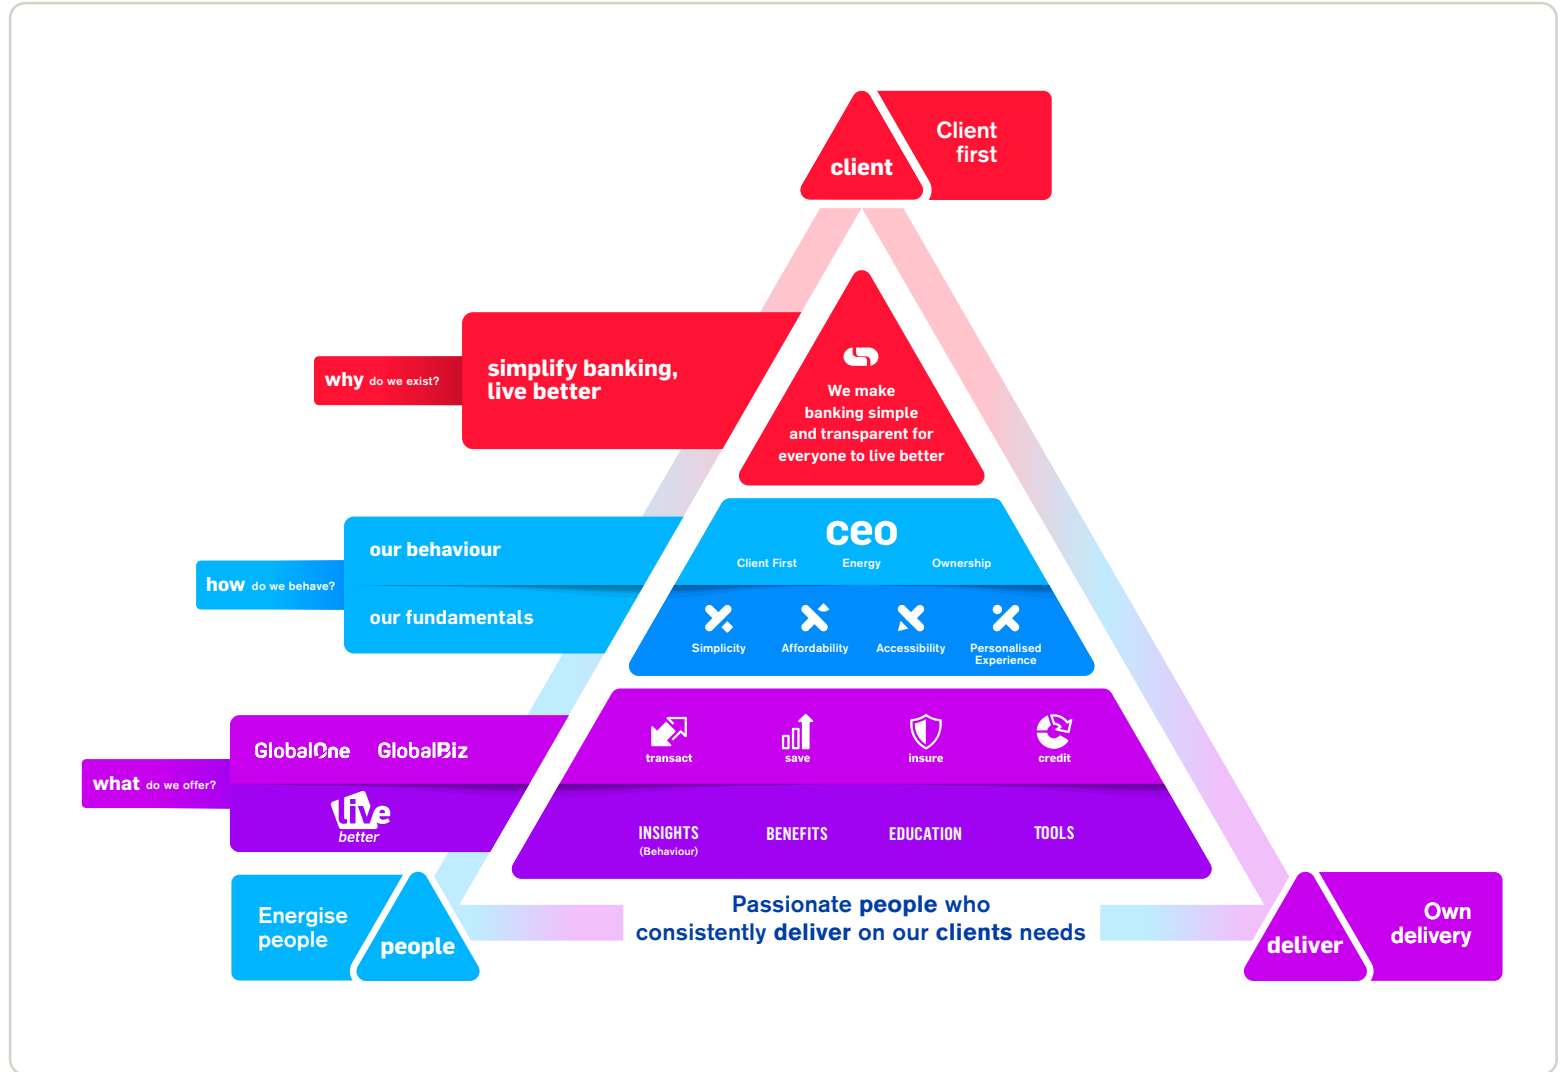 client
Client
first
why do we exist?
simplify banking,
live better
We make
banking simple
and transparent for
everyone to live better
how do we behave?
our behaviour
our fundamentals
ceo
Client First
Energy
Ownership
Simplicity
Affordability
Accessibility
Personalised
Experience
what do we offer?
GlobalOne
GlobalBiz
live
better
transact
save
insure
credit
INSIGHTS
(Behaviour)
BENEFITS
EDUCATION
TOOLS
Energise
people
people
Passionate people who
consistently deliver on our clients needs
deliver
Own
delivery